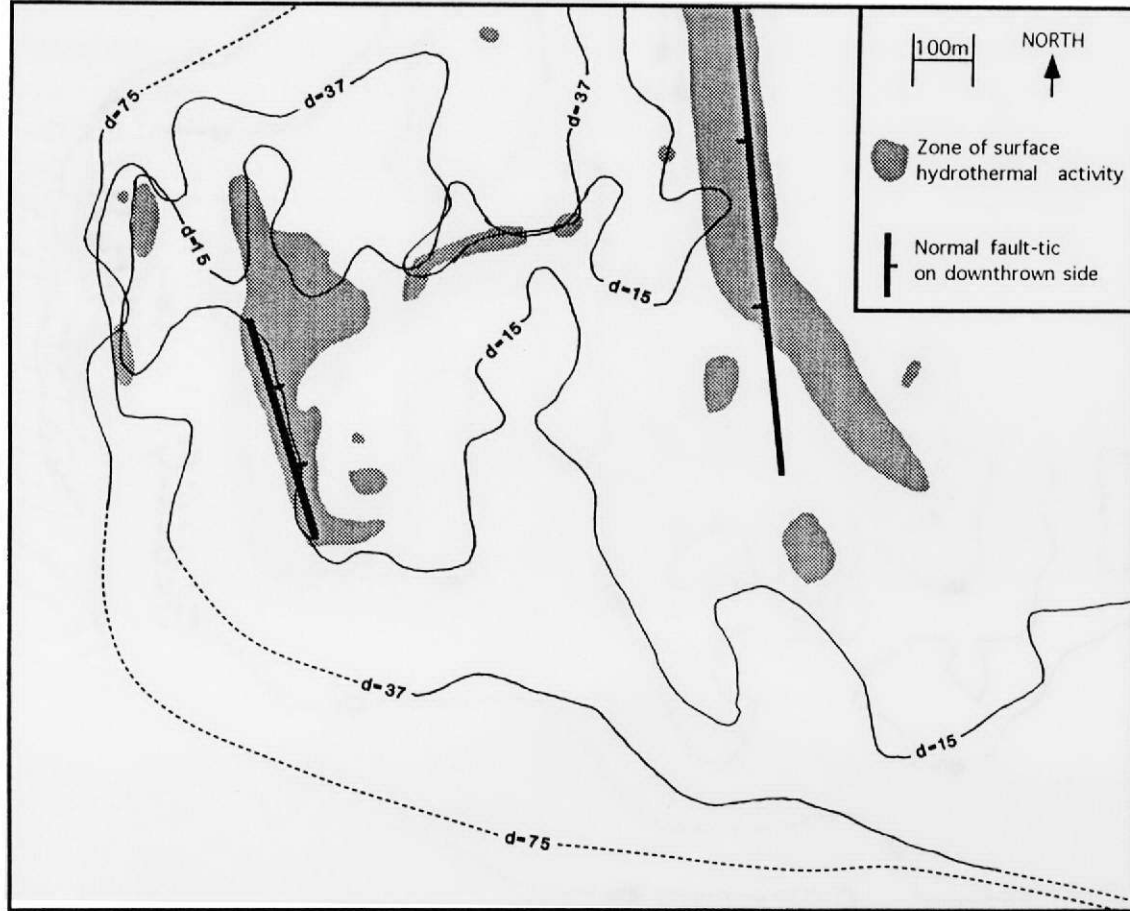 100m
NORTH
Zone of surface
hydrothermal activity
Normal fault-tic
on downthrown side
d=75
d=37
d=37
d=15
d=15
d=15
d=37
d=15
d=75